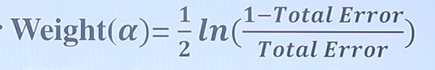 · Weight(α)= 1/2 ln(1−Total Error/Total Error)